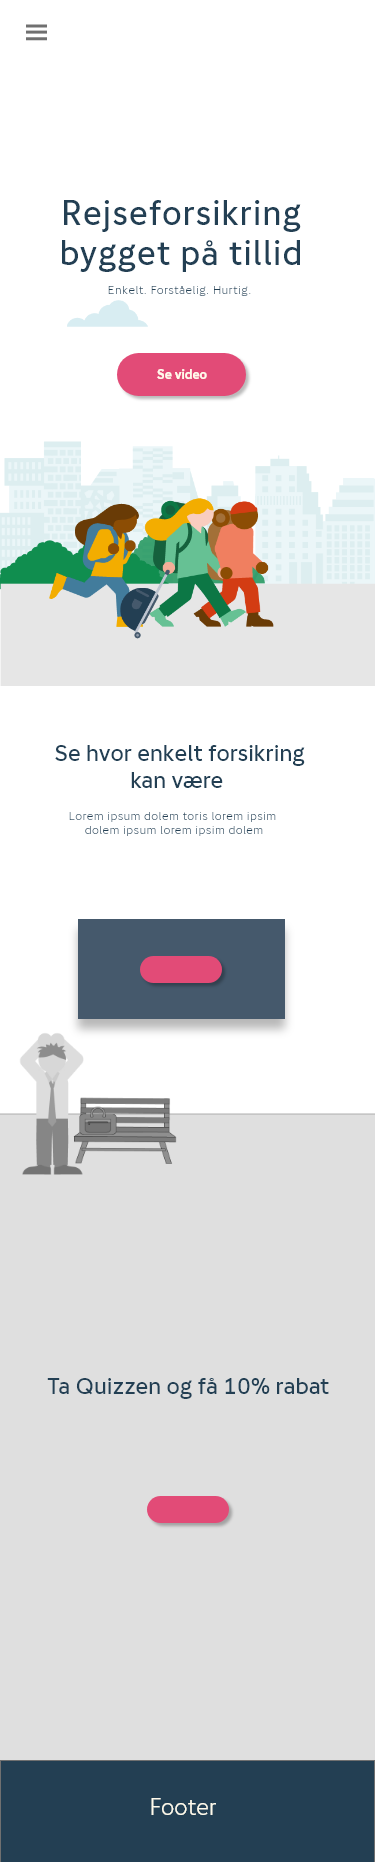 Rejseforsikring
bygget på tillid
Enkelt. Forståelig. Hurtig.
Se video
Se hvor enkelt forsikring
kan være
Lorem ipsum dolem toris lorem ipsim
dolem ipsum lorem ipsim dolem
Ta Quizzen og få 10% rabat
Footer